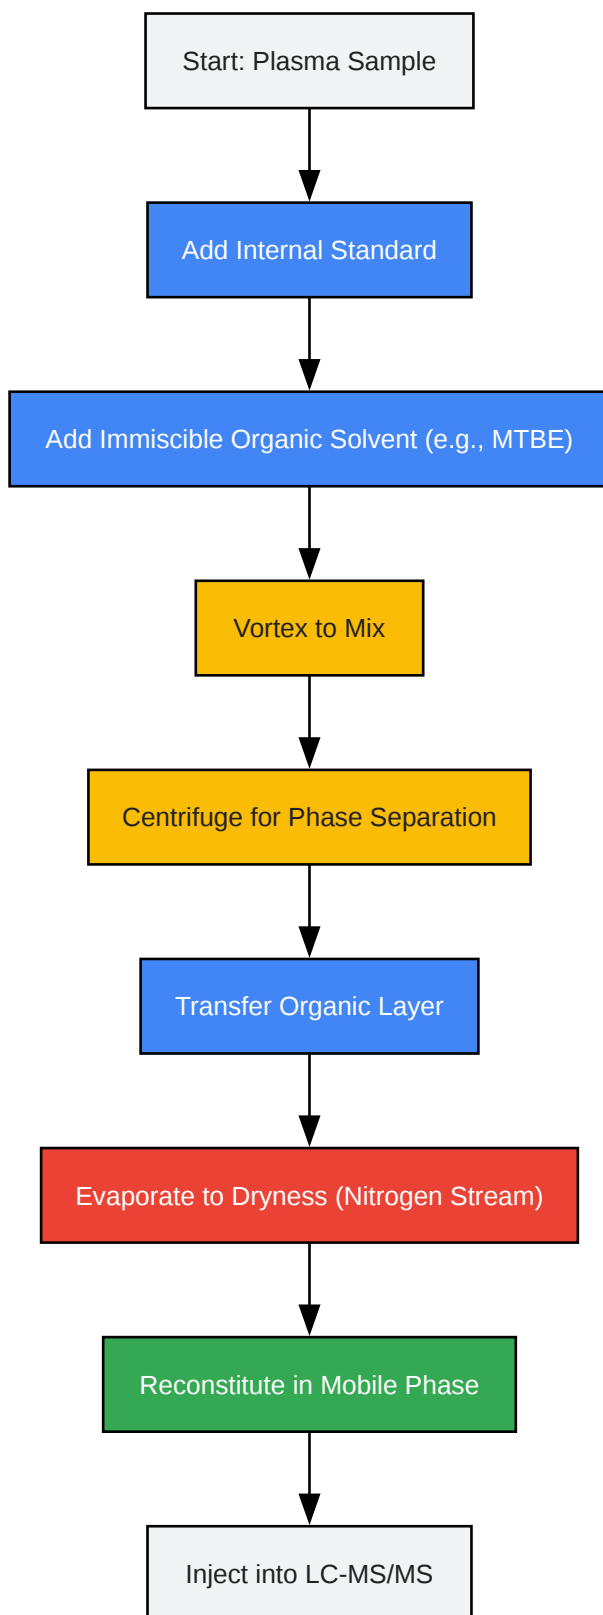 Start: Plasma Sample
Add Internal Standard
Add Immiscible Organic Solvent (e.g., MTBE)
Vortex to Mix
Centrifuge for Phase Separation
Transfer Organic Layer
Evaporate to Dryness (Nitrogen Stream)
Reconstitute in Mobile Phase
Inject into LC-MS/MS